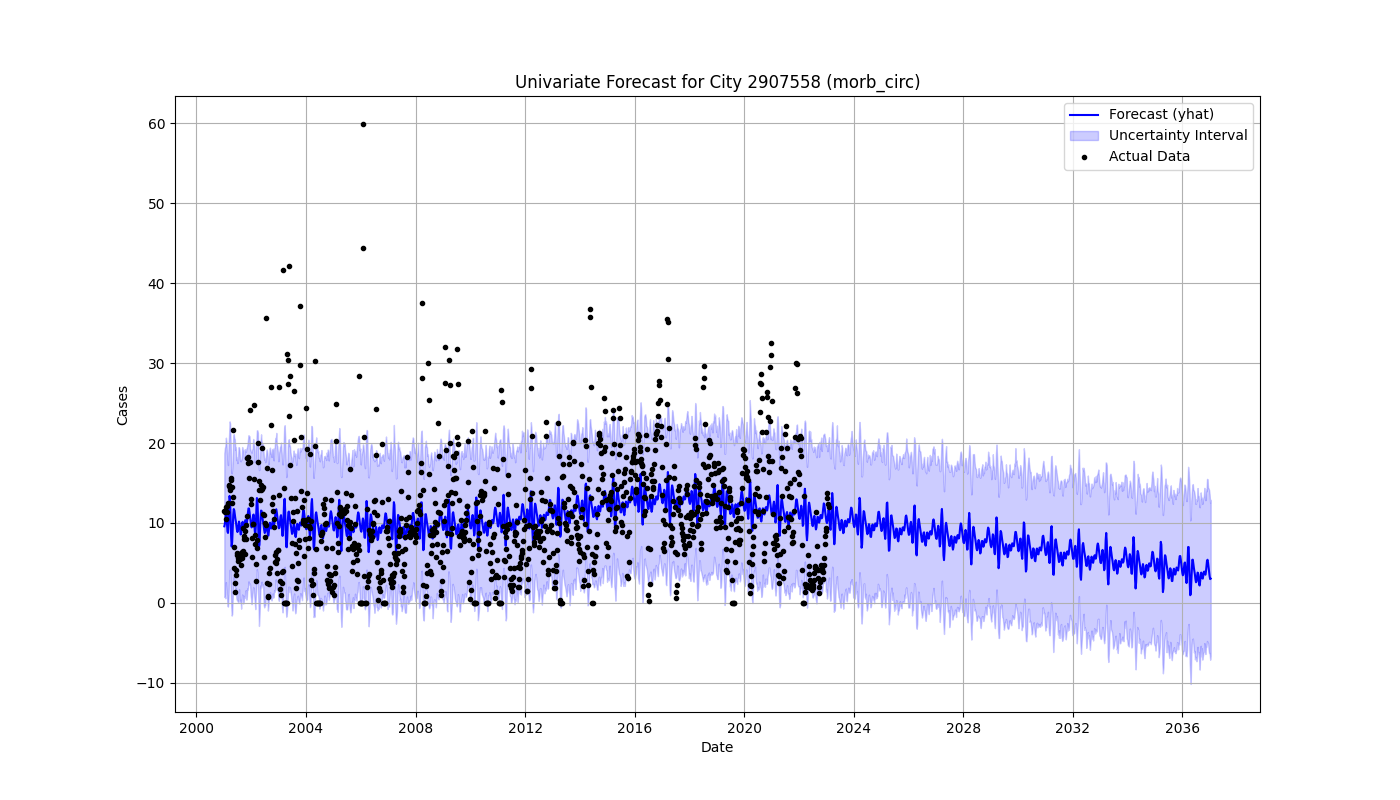 Univariate Forecast for City 2907558 (morb_circ)
Forecast (yhat)
Uncertainty Interval
Actual Data
Cases
60
50
40
30
20
10
0
−10
2000 2004 2008 2012 2016 2020 2024 2028 2032 2036
Date